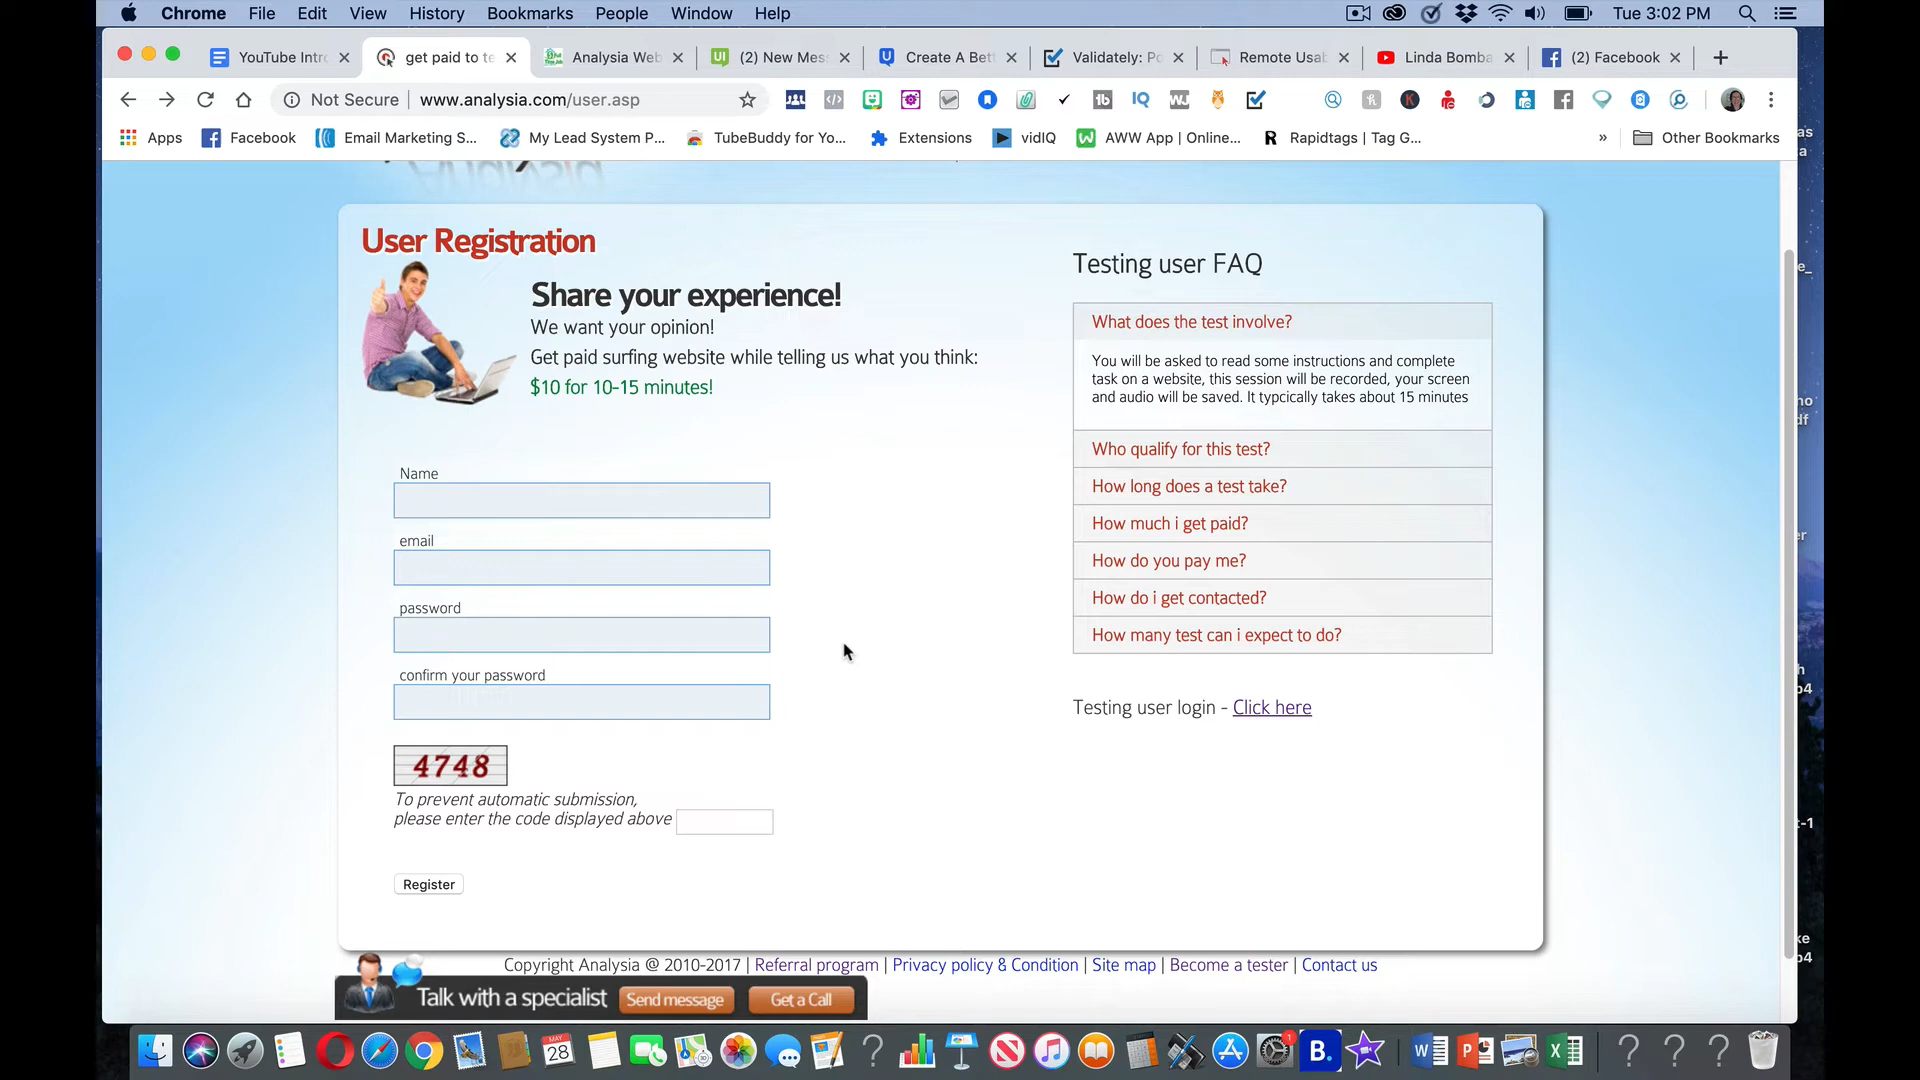 Chrome File Edit View History Bookmarks People Window Help
Tue 3:02 PM
YouTube Intro
get paid to te
Analysia Web
(2) New Mess
Create A Bett
Validately: Po
Remote Usab
Linda Bomba
(2) Facebook
Not Secure | www.analysia.com/user.asp
Apps
Facebook
Email Marketing S...
My Lead System P...
TubeBuddy for Yo...
Extensions
vidIQ
AWW App | Online...
Rapidtags | Tag G...
» Other Bookmarks
Analysia
User Registration
Share your experience!
We want your opinion!
Get paid surfing website while telling us what you think:
$10 for 10-15 minutes!
Name
email
password
confirm your password
4748
To prevent automatic submission,
please enter the code displayed above
Register
Testing user FAQ
What does the test involve?
You will be asked to read some instructions and complete
task on a website, this session will be recorded, your screen
and audio will be saved. It typcically takes about 15 minutes
Who qualify for this test?
How long does a test take?
How much i get paid?
How do you pay me?
How do i get contacted?
How many test can i expect to do?
Testing user login - Click here
Copyright Analysia @ 2010-2017 | Referral program | Privacy policy & Condition | Site map | Become a tester | Contact us
Talk with a specialist
Send message
Get a Call
MAY
28